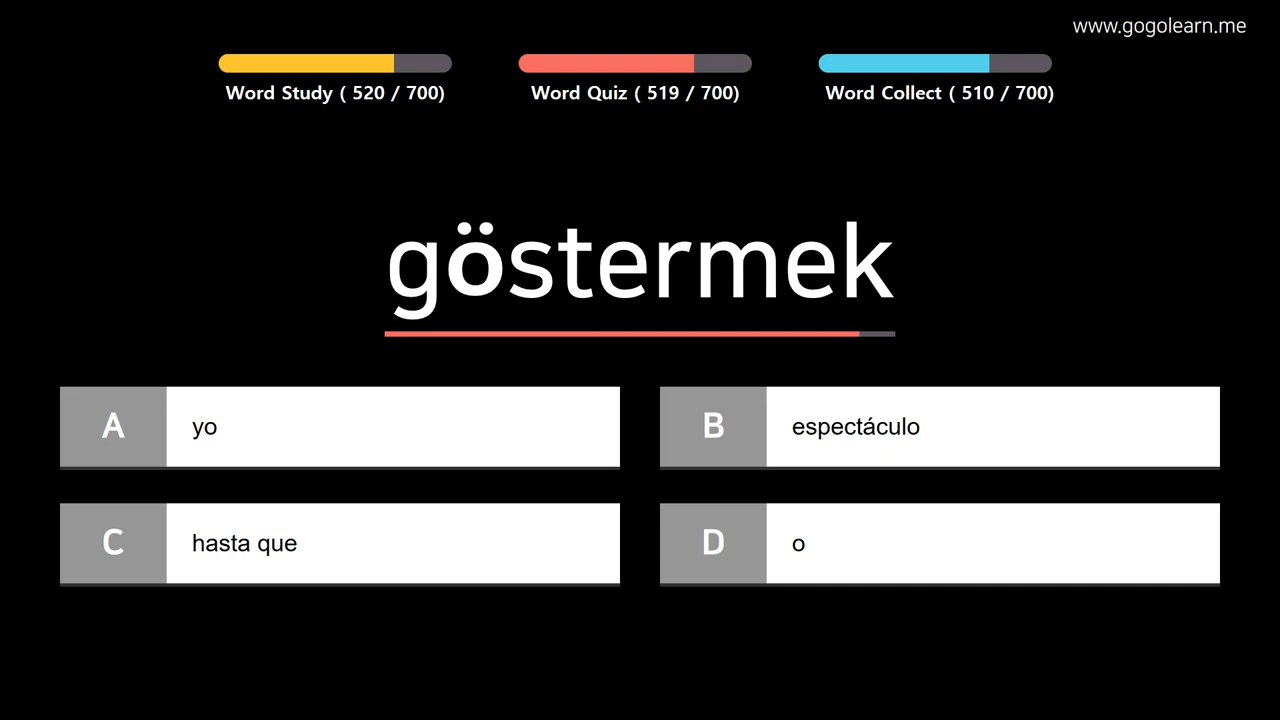 www.gogolearn.me
Word Study ( 520 / 700)
Word Quiz ( 519 / 700)
Word Collect ( 510 / 700)
göstermek
A yo
B espectáculo
C hasta que
D o